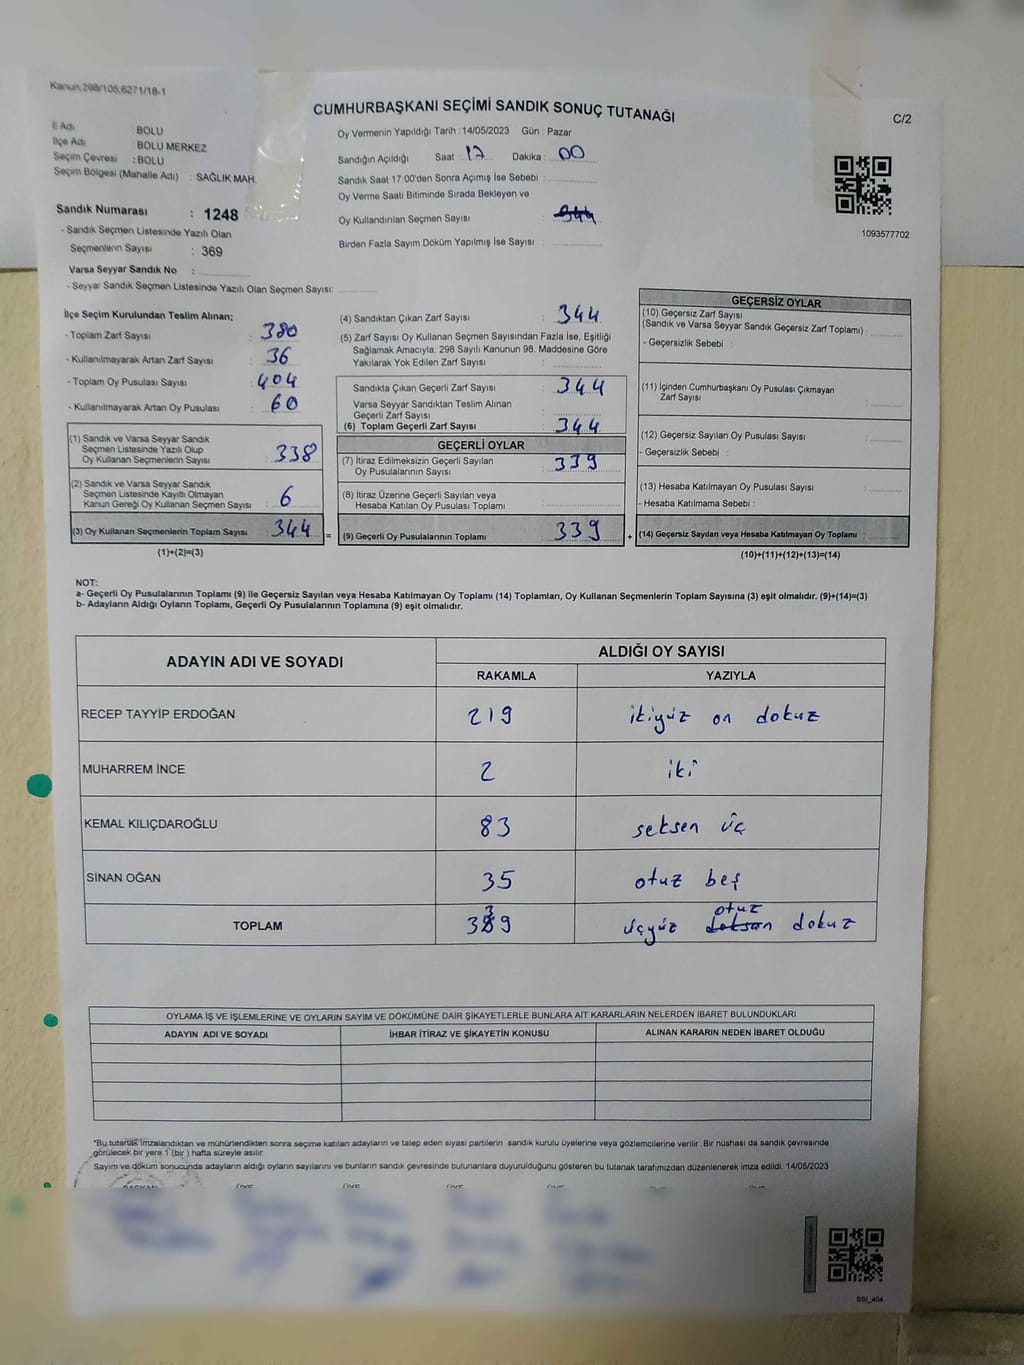 Kanun,298/105,6271/18-1
CUMHURBAŞKANI SEÇİMİ SANDIK SONUÇ TUTANAĞI
C/2
İl Adı : BOLU
İlçe Adı : BOLU MERKEZ
Seçim Çevresi : BOLU
Seçim Bölgesi (Mahalle Adı) : SAĞLIK MAH.
Sandık Numarası : 1248
- Sandık Seçmen Listesinde Yazılı Olan
Seçmenlerin Sayısı : 369
Varsa Seyyar Sandık No :
- Seyyar Sandık Seçmen Listesinde Yazılı Olan Seçmen Sayısı:
Oy Vermenin Yapıldığı Tarih : 14/05/2023 Gün : Pazar
Sandığın Açıldığı Saat : 17 Dakika : 00
Sandık Saat 17:00'den Sonra Açımış İse Sebebi :
Oy Verme Saati Bitiminde Sırada Bekleyen ve
Oy Kullandırılan Seçmen Sayısı : 344
Birden Fazla Sayım Döküm Yapılmış İse Sayısı :
1093577702
İlçe Seçim Kurulundan Teslim Alınan;
- Toplam Zarf Sayısı : 380
- Kullanılmayarak Artan Zarf Sayısı : 36
- Toplam Oy Pusulası Sayısı : 404
- Kullanılmayarak Artan Oy Pusulası : 60
(1) Sandık ve Varsa Seyyar Sandık
Seçmen Listesinde Yazılı Olup
Oy Kullanan Seçmenlerin Sayısı : 338
(2) Sandık ve Varsa Seyyar Sandık
Seçmen Listesinde Kayıtlı Olmayan
Kanun Gereği Oy Kullanan Seçmen Sayısı : 6
(3) Oy Kullanan Seçmenlerin Toplam Sayısı : 344 =
(1)+(2)=(3)
(4) Sandıktan Çıkan Zarf Sayısı : 344
(5) Zarf Sayısı Oy Kullanan Seçmen Sayısından Fazla İse, Eşitliği
Sağlamak Amacıyla, 298 Sayılı Kanunun 98. Maddesine Göre
Yakılarak Yok Edilen Zarf Sayısı :
Sandıkta Çıkan Geçerli Zarf Sayısı : 344
Varsa Seyyar Sandıktan Teslim Alınan
Geçerli Zarf Sayısı :
(6) Toplam Geçerli Zarf Sayısı : 344
GEÇERLİ OYLAR
(7) İtiraz Edilmeksizin Geçerli Sayılan
Oy Pusulalarının Sayısı : 339
(8) İtiraz Üzerine Geçerli Sayılan veya
Hesaba Katılan Oy Pusulası Toplamı :
(9) Geçerli Oy Pusulalarının Toplamı : 339 +
GEÇERSİZ OYLAR
(10) Geçersiz Zarf Sayısı
(Sandık ve Varsa Seyyar Sandık Geçersiz Zarf Toplamı) :
- Geçersizlik Sebebi :
(11) İçinden Cumhurbaşkanı Oy Pusulası Çıkmayan
Zarf Sayısı :
(12) Geçersiz Sayılan Oy Pusulası Sayısı :
- Geçersizlik Sebebi :
(13) Hesaba Katılmayan Oy Pusulası Sayısı :
- Hesaba Katılmama Sebebi :
(14) Geçersiz Sayılan veya Hesaba Katılmayan Oy Toplamı :
(10)+(11)+(12)+(13)=(14)
NOT:
a- Geçerli Oy Pusulalarının Toplamı (9) ile Geçersiz Sayılan veya Hesaba Katılmayan Oy Toplamı (14) Toplamları, Oy Kullanan Seçmenlerin Toplam Sayısına (3) eşit olmalıdır. (9)+(14)=(3)
b- Adayların Aldığı Oyların Toplamı, Geçerli Oy Pusulalarının Toplamına (9) eşit olmalıdır.
ADAYIN ADI VE SOYADI
ALDIĞI OY SAYISI
RAKAMLA YAZIYLA
RECEP TAYYİP ERDOĞAN 219 ikiyüz on dokuz
MUHARREM İNCE 2 iki
KEMAL KILIÇDAROĞLU 83 seksen üç
SİNAN OĞAN 35 otuz beş
TOPLAM 339 üçyüz otuz dokuz
OYLAMA İŞ VE İŞLEMLERİNE VE OYLARIN SAYIM VE DÖKÜMÜNE DAİR ŞİKAYETLERLE BUNLARA AİT KARARLARIN NELERDEN İBARET BULUNDUKLARI
ADAYIN ADI VE SOYADI İHBAR İTİRAZ VE ŞİKAYETİN KONUSU ALINAN KARARIN NEDEN İBARET OLDUĞU
*Bu tutanak imzalandıktan ve mühürlendikten sonra seçime katılan adayların ve talep eden siyasi partilerin sandık kurulu üyelerine veya gözlemcilerine verilir .Bir nüshası da sandık çevresinde
görülecek bir yere 1 (bir ) hafta süreyle asılır.
Sayım ve döküm sonucunda adayların aldığı oyların sayılarını ve bunların sandık çevresinde bulunanlara duyurulduğunu gösteren bu tutanak tarafımızdan düzenlenerek imza edildi. 14/05/2023
BAŞKAN ÜYE ÜYE ÜYE ÜYE ÜYE ÜYE